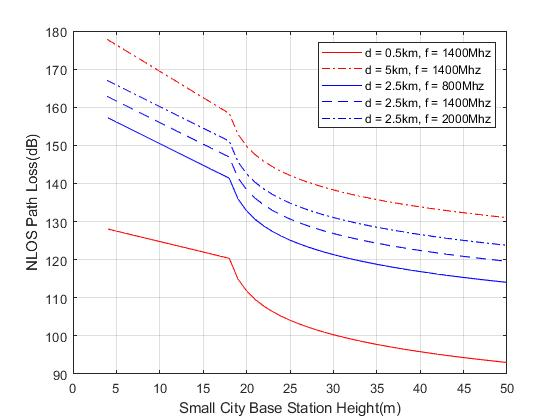 180
170
160
150
140
130
120
110
100
90
NLOS Path Loss(dB)
d = 0.5km, f = 1400Mhz
d = 5km, f = 1400Mhz
d = 2.5km, f = 800Mhz
d = 2.5km, f = 1400Mhz
d = 2.5km, f = 2000Mhz
0 5 10 15 20 25 30 35 40 45 50
Small City Base Station Height(m)